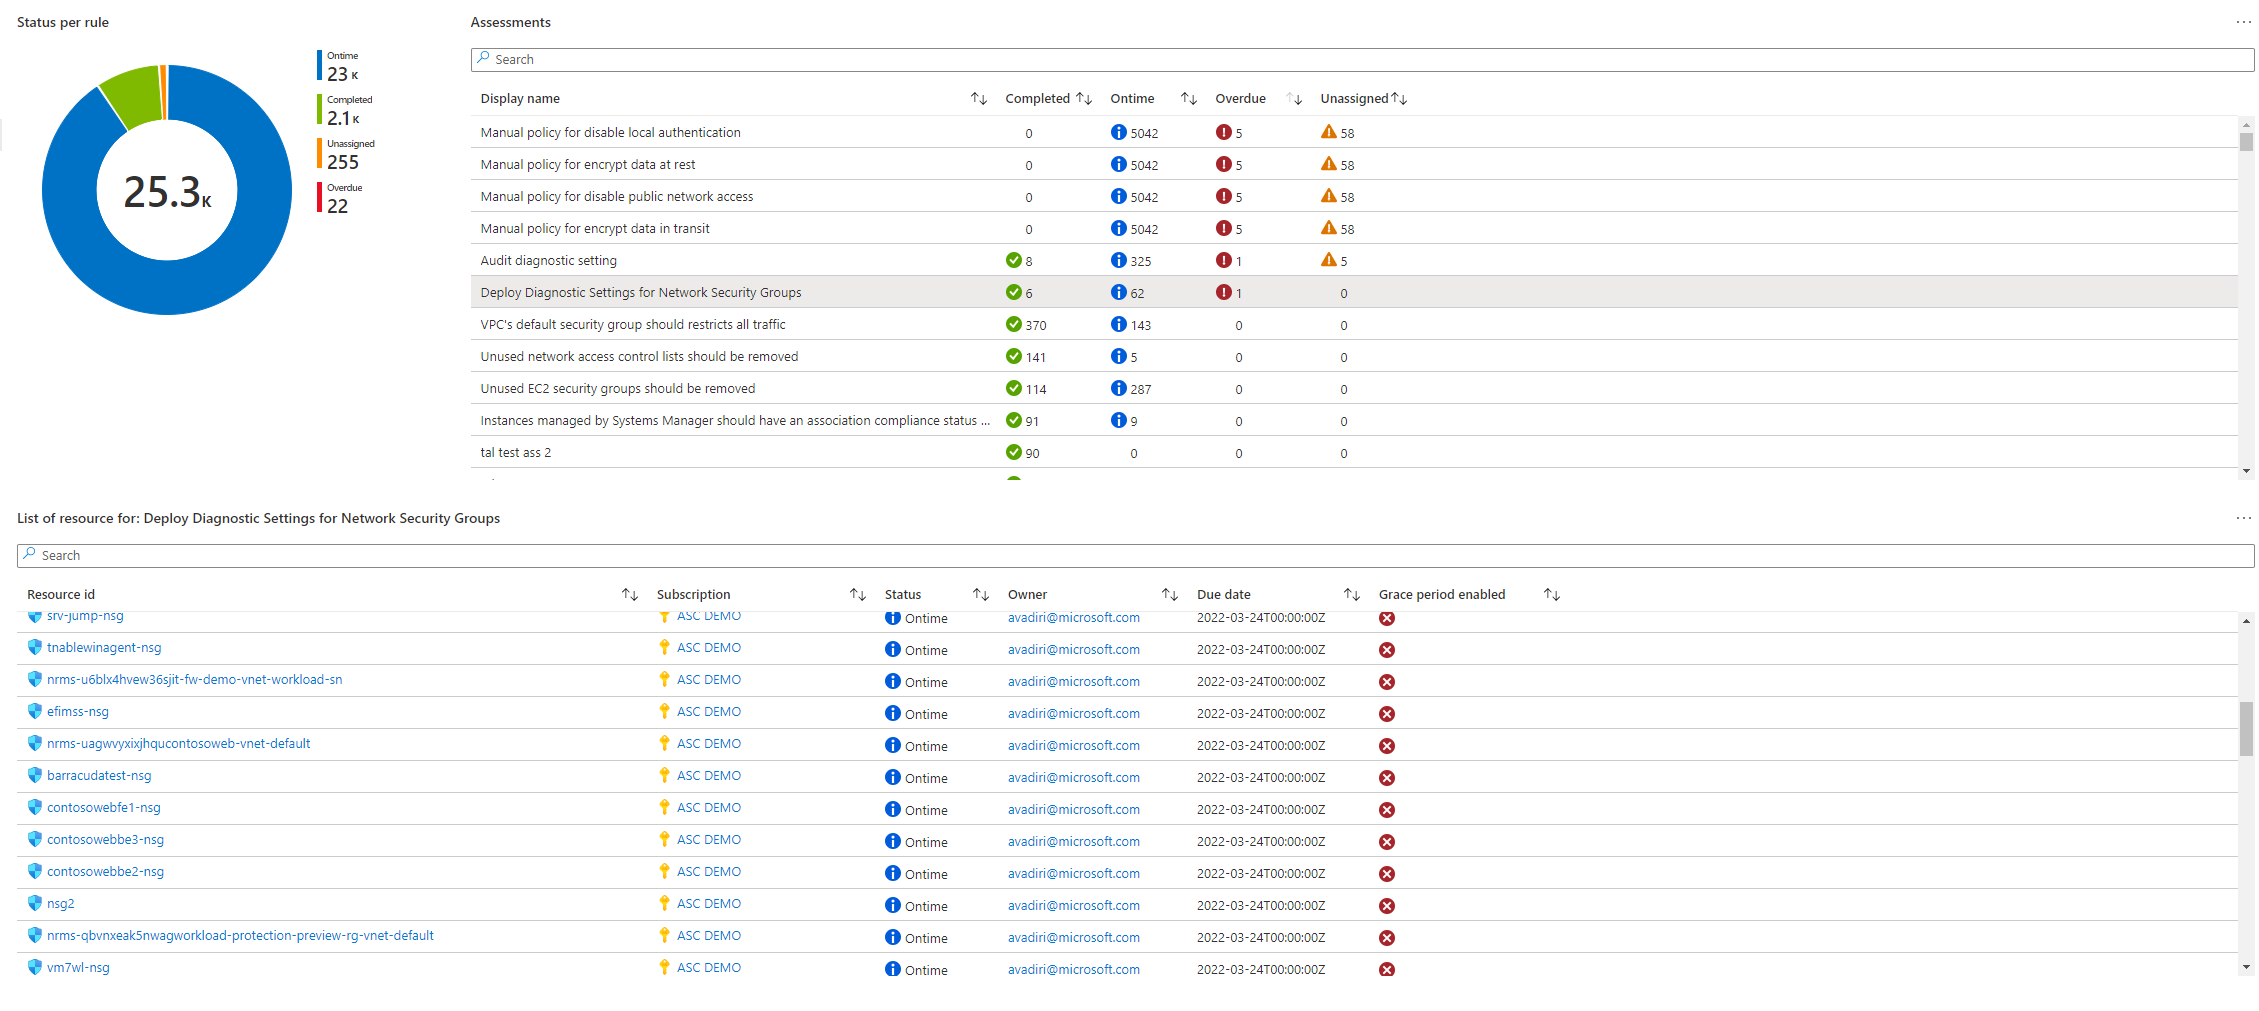 Status per rule
Ontime
23 K
Completed
2.1 K
Unassigned
255
Overdue
22
25.3 K
Assessments
Search
Display name Completed Ontime Overdue Unassigned
Manual policy for disable local authentication 0 5042 5 58
Manual policy for encrypt data at rest 0 5042 5 58
Manual policy for disable public network access 0 5042 5 58
Manual policy for encrypt data in transit 0 5042 5 58
Audit diagnostic setting 8 325 1 5
Deploy Diagnostic Settings for Network Security Groups 6 62 1 0
VPC's default security group should restricts all traffic 370 143 0 0
Unused network access control lists should be removed 141 5 0 0
Unused EC2 security groups should be removed 114 287 0 0
Instances managed by Systems Manager should have an association compliance status ... 91 9 0 0
tal test ass 2 90 0 0 0
List of resource for: Deploy Diagnostic Settings for Network Security Groups
Search
Resource id Subscription Status Owner Due date Grace period enabled
srv-jump-nsg ASC DEMO Ontime avadiri@microsoft.com 2022-03-24T00:00:00Z
tnablewinagent-nsg ASC DEMO Ontime avadiri@microsoft.com 2022-03-24T00:00:00Z
nrms-u6blx4hvew36sjit-fw-demo-vnet-workload-sn ASC DEMO Ontime avadiri@microsoft.com 2022-03-24T00:00:00Z
efimss-nsg ASC DEMO Ontime avadiri@microsoft.com 2022-03-24T00:00:00Z
nrms-uagwvyxixjhqucontosoweb-vnet-default ASC DEMO Ontime avadiri@microsoft.com 2022-03-24T00:00:00Z
barracudatest-nsg ASC DEMO Ontime avadiri@microsoft.com 2022-03-24T00:00:00Z
contosowebfe1-nsg ASC DEMO Ontime avadiri@microsoft.com 2022-03-24T00:00:00Z
contosowebbe3-nsg ASC DEMO Ontime avadiri@microsoft.com 2022-03-24T00:00:00Z
contosowebbe2-nsg ASC DEMO Ontime avadiri@microsoft.com 2022-03-24T00:00:00Z
nsg2 ASC DEMO Ontime avadiri@microsoft.com 2022-03-24T00:00:00Z
nrms-qbvnxeak5nwagworkload-protection-preview-rg-vnet-default ASC DEMO Ontime avadiri@microsoft.com 2022-03-24T00:00:00Z
vm7wl-nsg ASC DEMO Ontime avadiri@microsoft.com 2022-03-24T00:00:00Z